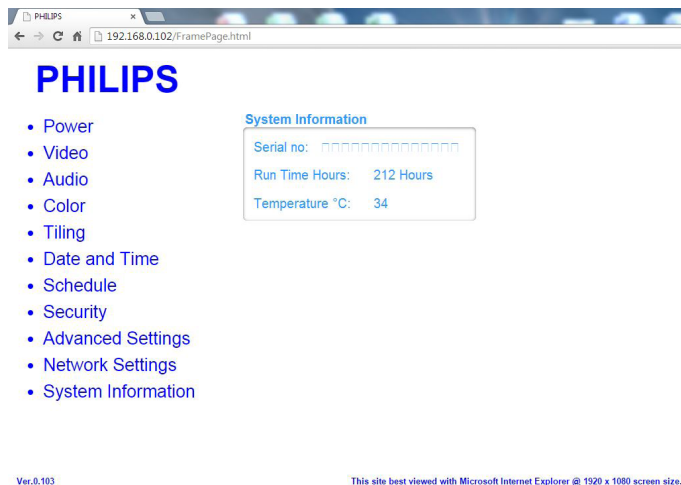 PHILIPS
192.168.0.102/FramePage.html
PHILIPS
Power
Video
Audio
Color
Tiling
Date and Time
Schedule
Security
Advanced Settings
Network Settings
System Information
System Information
Serial no:
Run Time Hours: 212 Hours
Temperature °C: 34
Ver.0.103
This site best viewed with Microsoft Internet Explorer @ 1920 x 1080 screen size.